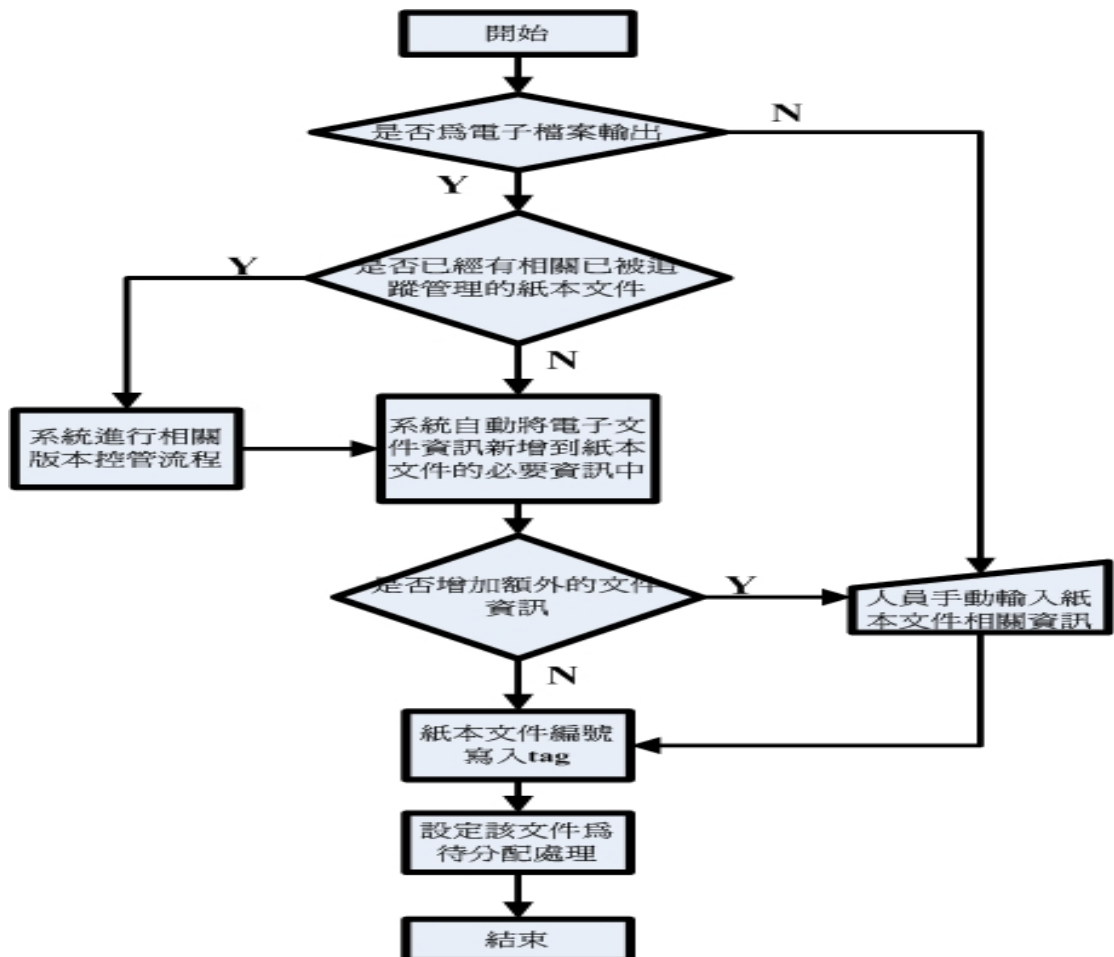 開始
是否為電子檔案輸出
N
Y
是否已經有相關已被追
蹤管理的紙本文件
Y
N
系統進行相關
版本控管流程
系統自動將電子文
件資訊新增到紙本
文件的必要資訊中
是否增加額外的文件
資訊
Y
人員手動輸入紙
本文件相關資訊
N
紙本文件編號
寫入tag
設定該文件為
待分配處理
結束